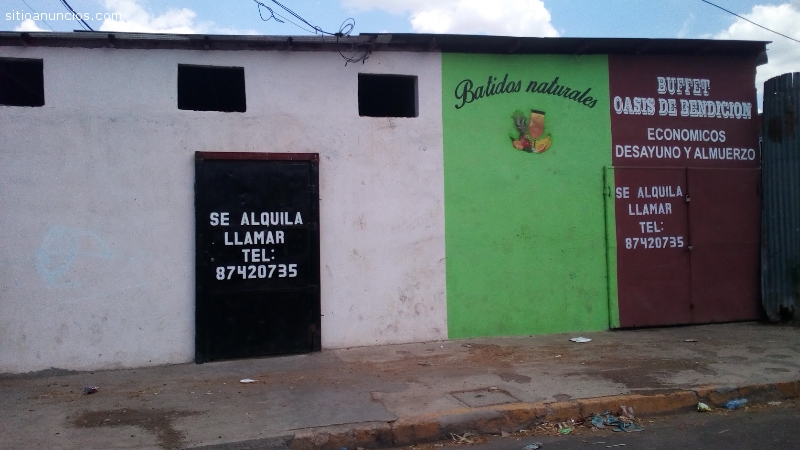 sitioanuncios.com
Batidos naturales
BUFFET
OASIS DE BENDICION
ECONOMICOS
DESAYUNO Y ALMUERZO
SE ALQUILA
LLAMAR
TEL:
87420735
SE ALQUILA
LLAMAR
TEL:
87420735